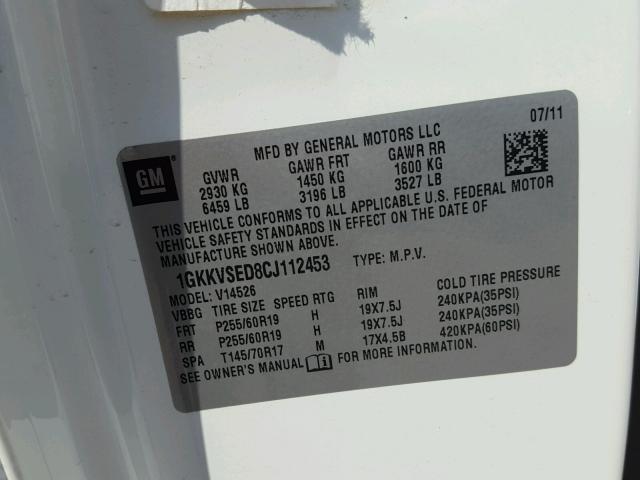 07/11
MFD BY GENERAL MOTORS LLC
GM
GVWR GAWR FRT GAWR RR
2930 KG 1450 KG 1600 KG
6459 LB 3196 LB 3527 LB
THIS VEHICLE CONFORMS TO ALL APPLICABLE U.S. FEDERAL MOTOR
VEHICLE SAFETY STANDARDS IN EFFECT ON THE DATE OF
MANUFACTURE SHOWN ABOVE.
1GKKVSED8CJ112453 TYPE: M.P.V.
MODEL: V14526
VBBG TIRE SIZE SPEED RTG RIM COLD TIRE PRESSURE
FRT P255/60R19 H 19X7.5J 240KPA(35PSI)
RR P255/60R19 H 19X7.5J 240KPA(35PSI)
SPA T145/70R17 M 17X4.5B 420KPA(60PSI)
SEE OWNER'S MANUAL FOR MORE INFORMATION.